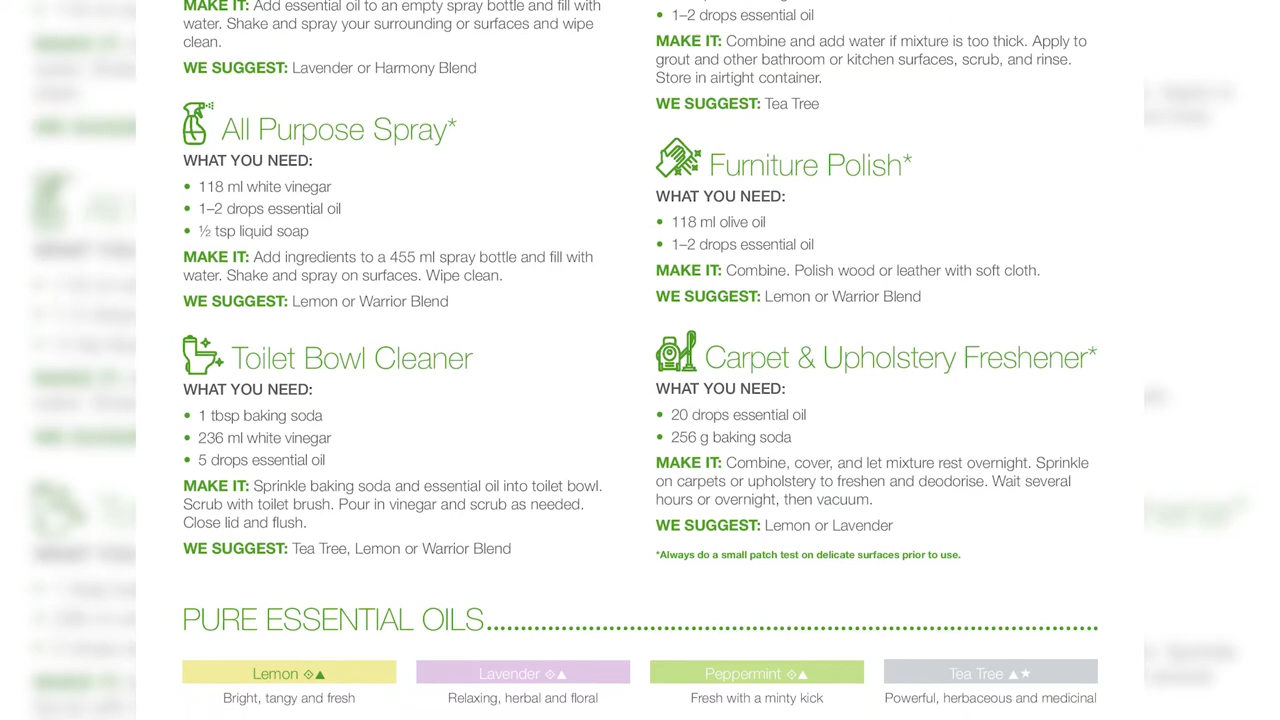 MAKE IT: Add essential oil to an empty spray bottle and fill with
water. Shake and spray your surrounding or surfaces and wipe
clean.
WE SUGGEST: Lavender or Harmony Blend
All Purpose Spray*
WHAT YOU NEED:
• 118 ml white vinegar
• 1–2 drops essential oil
• ½ tsp liquid soap
MAKE IT: Add ingredients to a 455 ml spray bottle and fill with
water. Shake and spray on surfaces. Wipe clean.
WE SUGGEST: Lemon or Warrior Blend
Toilet Bowl Cleaner
WHAT YOU NEED:
• 1 tbsp baking soda
• 236 ml white vinegar
• 5 drops essential oil
MAKE IT: Sprinkle baking soda and essential oil into toilet bowl.
Scrub with toilet brush. Pour in vinegar and scrub as needed.
Close lid and flush.
WE SUGGEST: Tea Tree, Lemon or Warrior Blend
• 1–2 drops essential oil
MAKE IT: Combine and add water if mixture is too thick. Apply to
grout and other bathroom or kitchen surfaces, scrub, and rinse.
Store in airtight container.
WE SUGGEST: Tea Tree
Furniture Polish*
WHAT YOU NEED:
• 118 ml olive oil
• 1–2 drops essential oil
MAKE IT: Combine. Polish wood or leather with soft cloth.
WE SUGGEST: Lemon or Warrior Blend
Carpet & Upholstery Freshener*
WHAT YOU NEED:
• 20 drops essential oil
• 256 g baking soda
MAKE IT: Combine, cover, and let mixture rest overnight. Sprinkle
on carpets or upholstery to freshen and deodorise. Wait several
hours or overnight, then vacuum.
WE SUGGEST: Lemon or Lavender
*Always do a small patch test on delicate surfaces prior to use.
PURE ESSENTIAL OILS
Lemon
Bright, tangy and fresh
Lavender
Relaxing, herbal and floral
Peppermint
Fresh with a minty kick
Tea Tree
Powerful, herbaceous and medicinal